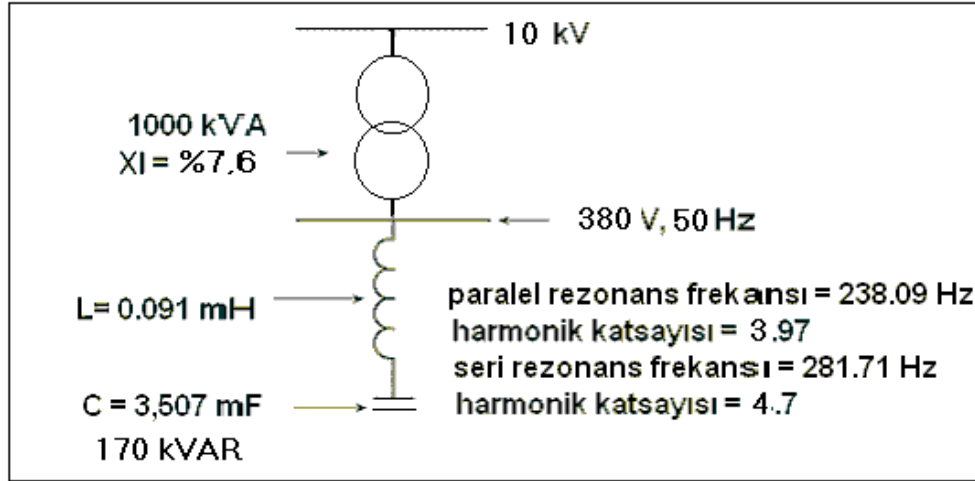 10 kV
1000 kVA
Xl = %7,6
380 V, 50 Hz
L= 0.091 mH
paralel rezonans frekansı = 238.09 Hz
harmonik katsayısı = 3.97
seri rezonans frekansı = 281.71 Hz
harmonik katsayısı = 4.7
C = 3,507 mF
170 kVAR